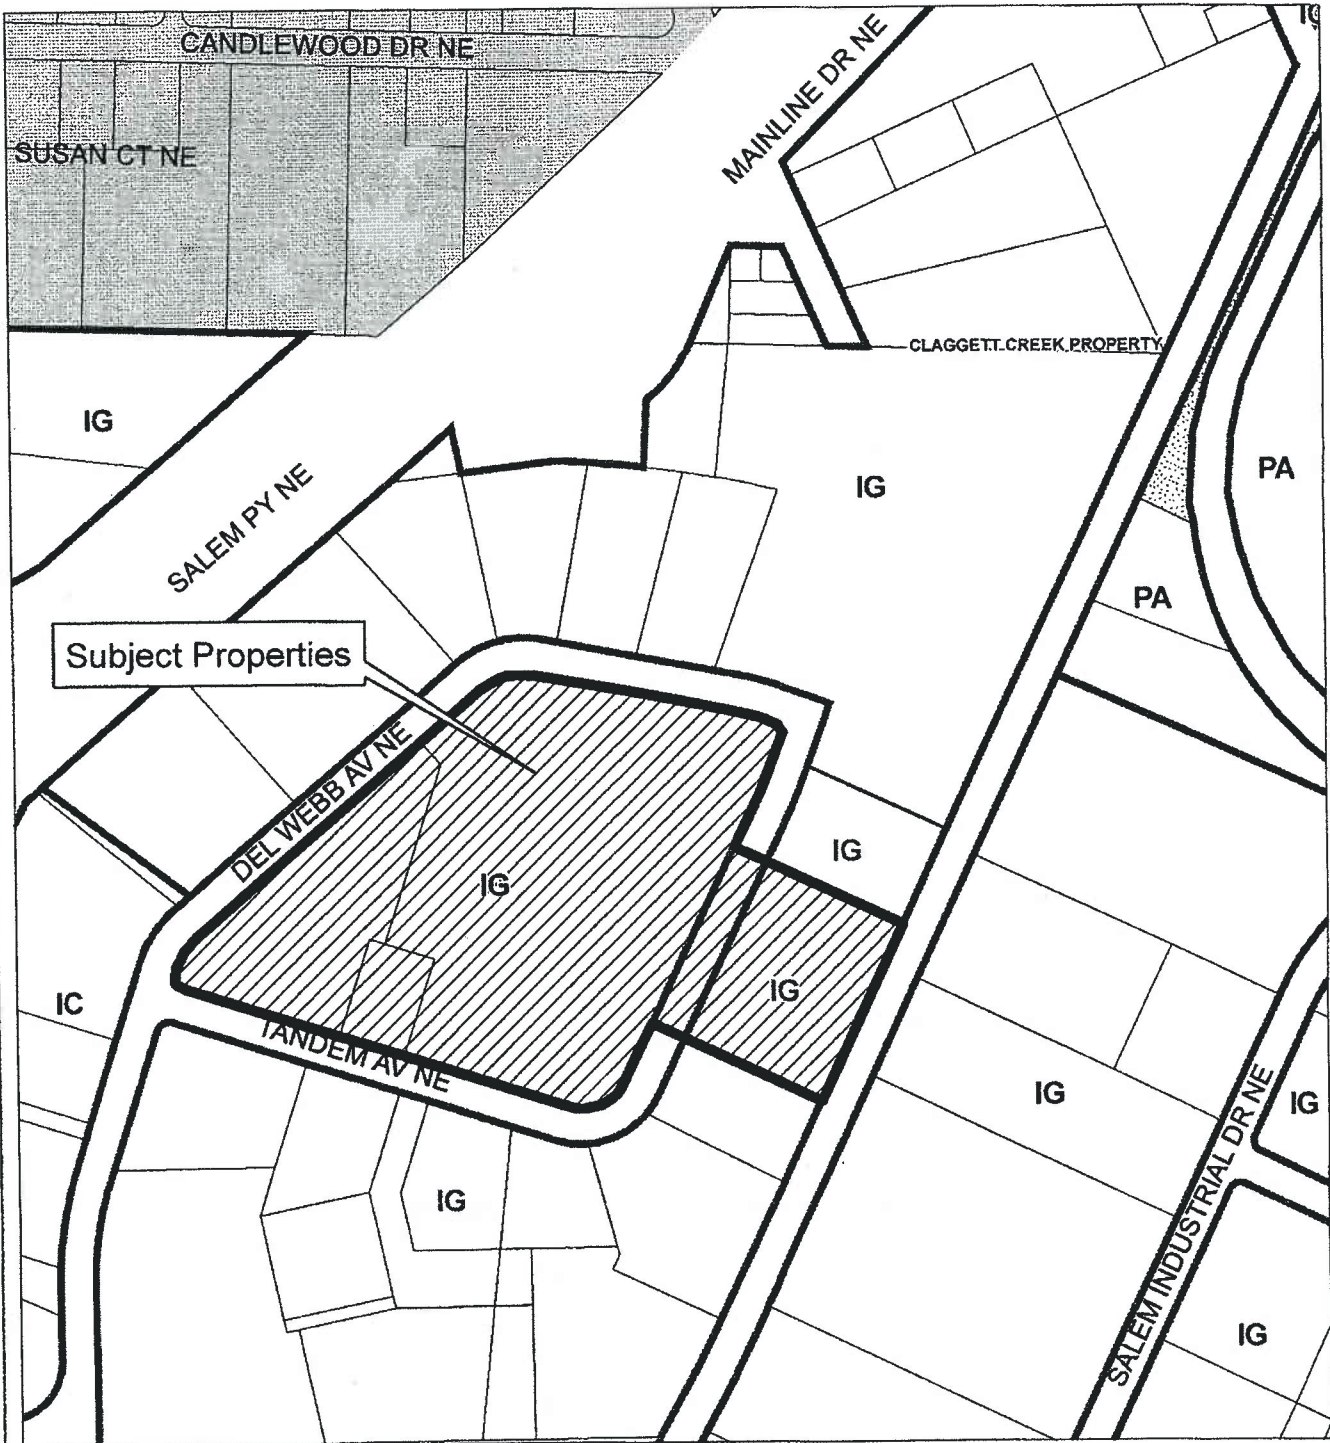 IG
CANDLEWOOD DR NE
MAINLINE DR NE
SUSAN CT NE
CLAGGETT CREEK PROPERTY
IG
PA
IG
SALEM PY NE
PA
Subject Properties
DEL WEBB AV NE
IG
IG
IG
IC
TANDEM AV NE
IG
IG
IG
SALEM INDUSTRIAL DR NE
IG